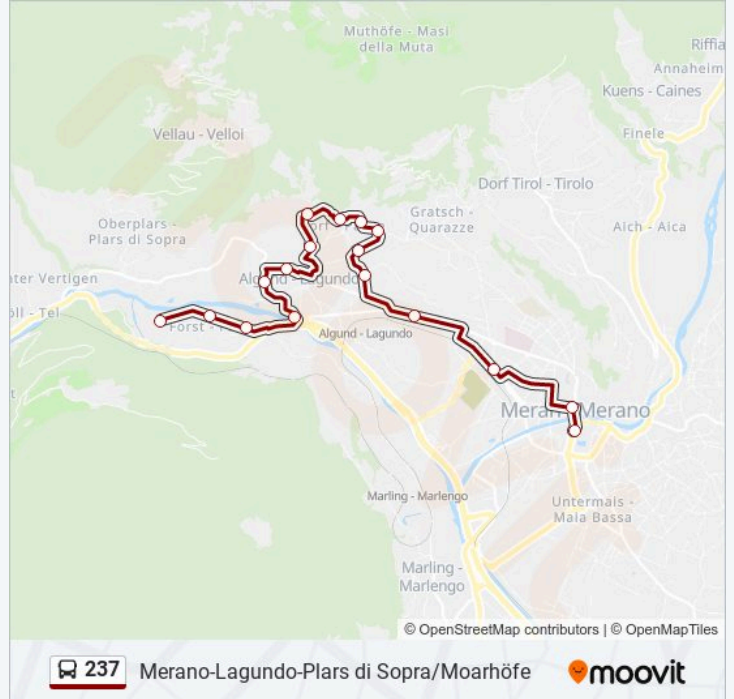 Muthöfe - Masi
della Muta
Riffia
Annaheim
Kuens - Caines
Finele
Vellau - Velloi
Dorf Tirol - Tirolo
Gratsch -
Quarazze
Oberplars -
Plars di Sopra
Aich - Aica
nter Vertigen
Algund - Lagundo
öll - Tel
Forst -
Algund - Lagundo
Meran - Merano
Marling - Marlengo
Untermais -
Maia Bassa
Marling -
Marlengo
© OpenStreetMap contributors | © OpenMapTiles
237 Merano-Lagundo-Plars di Sopra/Moarhöfe moovit